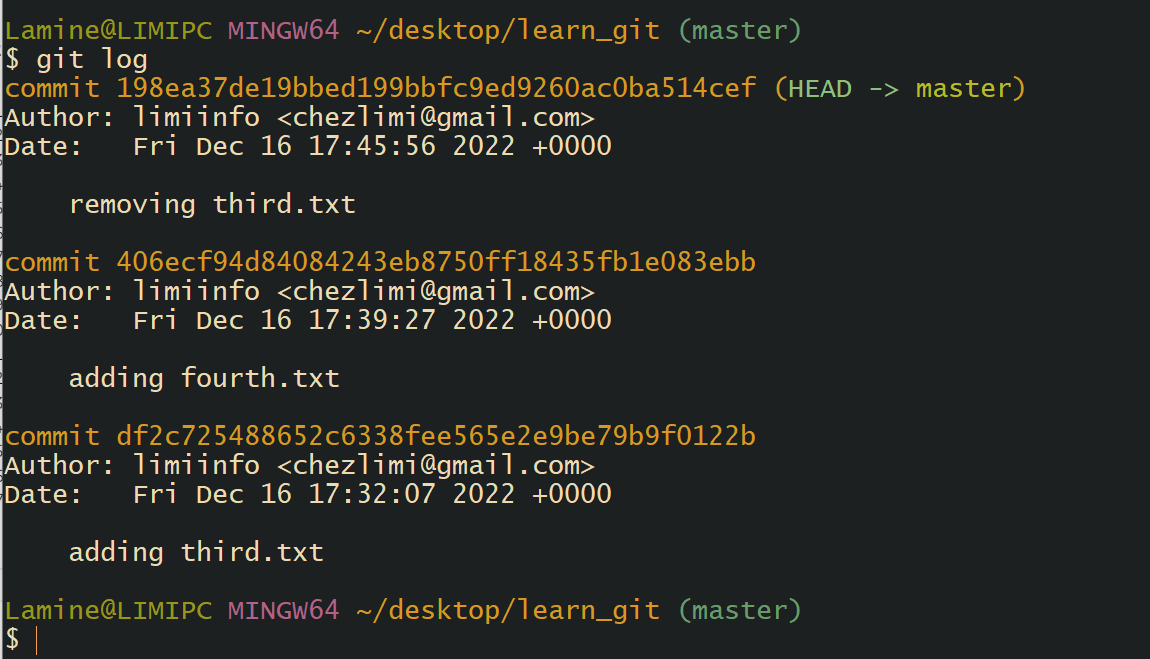 Lamine@LIMIPC MINGW64 ~/desktop/learn_git (master)
$ git log
commit 198ea37de19bbed199bbfc9ed9260ac0ba514cef (HEAD -> master)
Author: limiinfo <chezlimi@gmail.com>
Date:   Fri Dec 16 17:45:56 2022 +0000

    removing third.txt

commit 406ecf94d84084243eb8750ff18435fb1e083ebb
Author: limiinfo <chezlimi@gmail.com>
Date:   Fri Dec 16 17:39:27 2022 +0000

    adding fourth.txt

commit df2c725488652c6338fee565e2e9be79b9f0122b
Author: limiinfo <chezlimi@gmail.com>
Date:   Fri Dec 16 17:32:07 2022 +0000

    adding third.txt

Lamine@LIMIPC MINGW64 ~/desktop/learn_git (master)
$